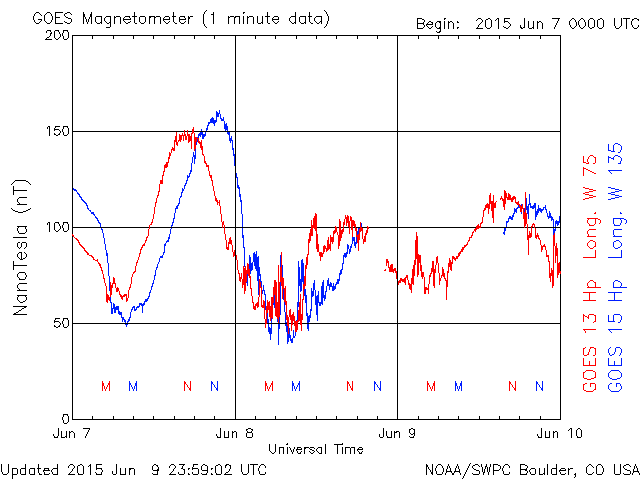 GOES Magnetometer (1 minute data)
Begin: 2015 Jun 7 0000 UTC
200
150
100
50
0
NanoTesla (nT)
M M N N M M N N M M N N
Jun 7 Jun 8 Jun 9 Jun 10
Universal Time
GOES 13 Hp Long. W 75
GOES 15 Hp Long. W 135
Updated 2015 Jun 9 23:59:02 UTC
NOAA/SWPC Boulder, CO USA